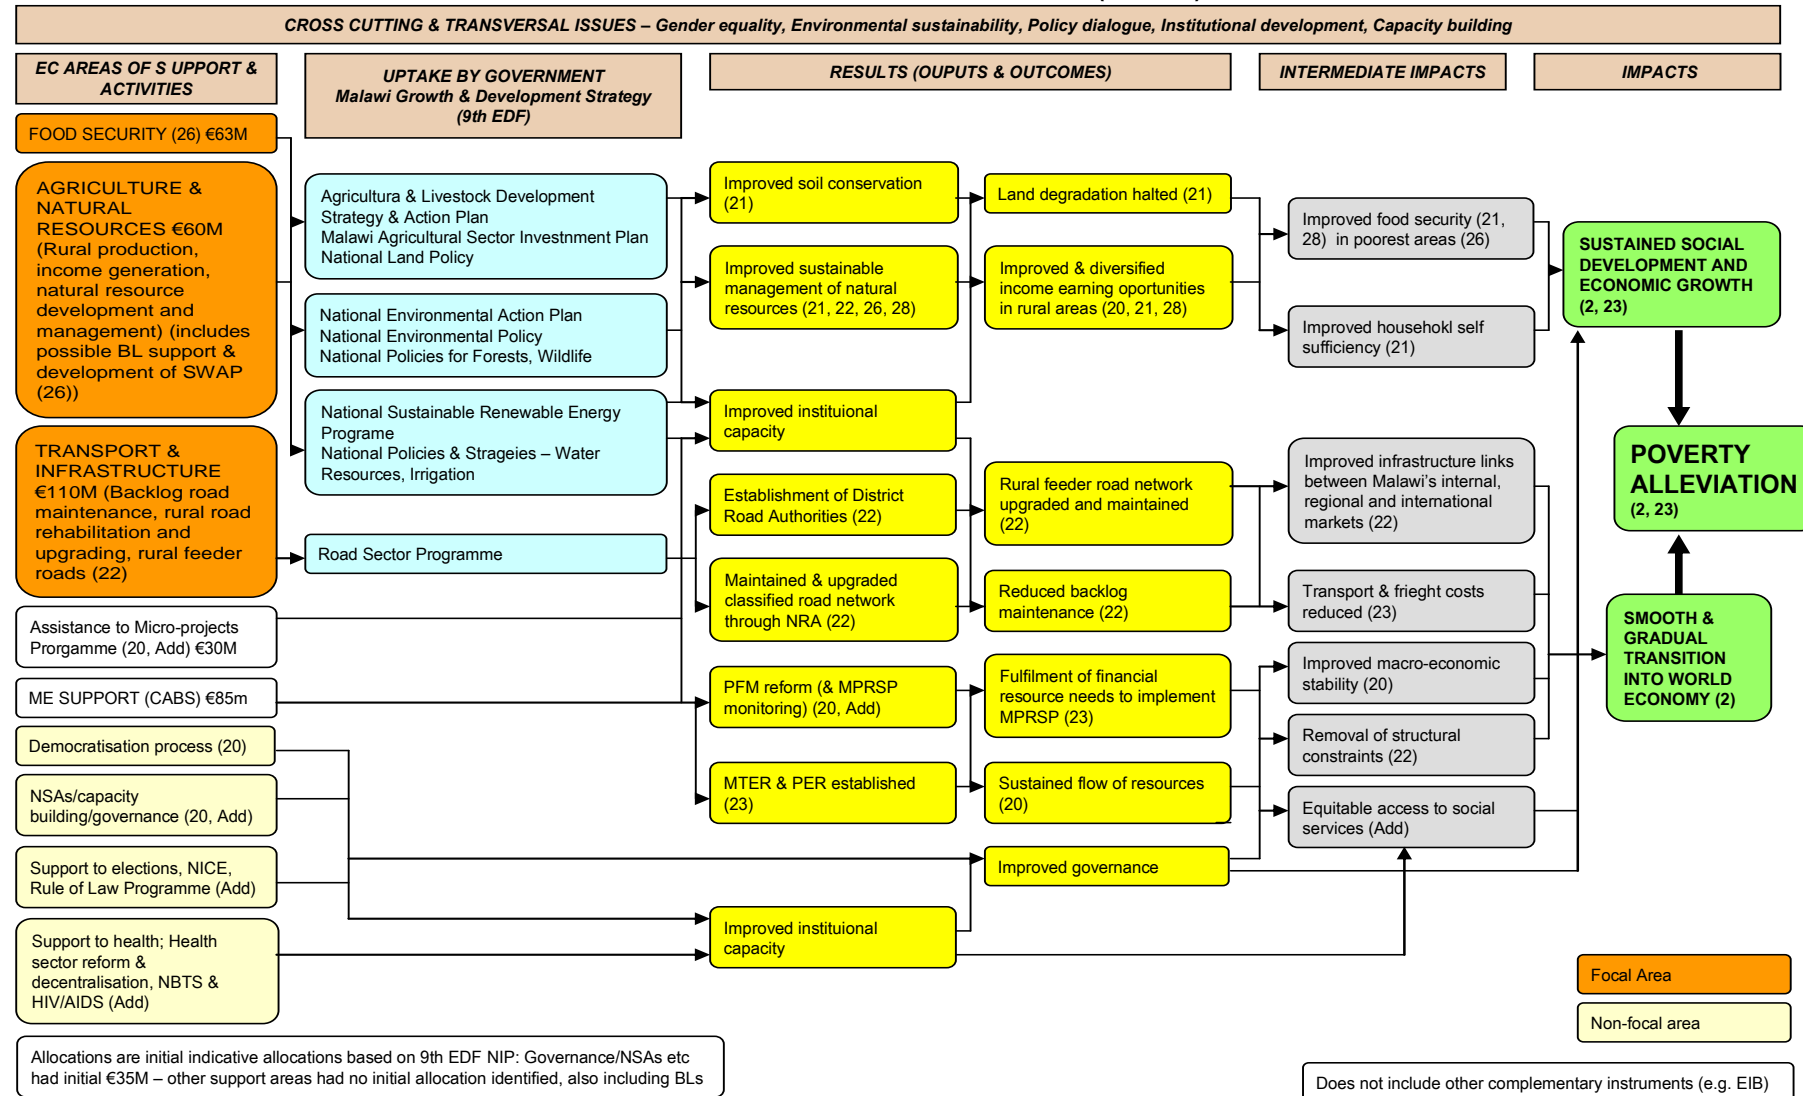 CROSS CUTTING & TRANSVERSAL ISSUES – Gender equality, Environmental sustainability, Policy dialogue, Institutional development, Capacity building
EC AREAS OF S UPPORT &
ACTIVITIES
UPTAKE BY GOVERNMENT
Malawi Growth & Development Strategy
(9th EDF)
RESULTS (OUPUTS & OUTCOMES)
INTERMEDIATE IMPACTS
IMPACTS
FOOD SECURITY (26) €63M
AGRICULTURE &
NATURAL
RESOURCES €60M
(Rural production,
income generation,
natural resource
development and
management) (includes
possible BL support &
development of SWAP
(26))
TRANSPORT &
INFRASTRUCTURE
€110M (Backlog road
maintenance, rural road
rehabilitation and
upgrading, rural feeder
roads (22)
Assistance to Micro-projects
Prorgamme (20, Add) €30M
ME SUPPORT (CABS) €85m
Democratisation process (20)
NSAs/capacity
building/governance (20, Add)
Support to elections, NICE,
Rule of Law Programme (Add)
Support to health; Health
sector reform &
decentralisation, NBTS &
HIV/AIDS (Add)
Agricultura & Livestock Development
Strategy & Action Plan
Malawi Agricultural Sector Investnment Plan
National Land Policy
National Environmental Action Plan
National Environmental Policy
National Policies for Forests, Wildlife
National Sustainable Renewable Energy
Programe
National Policies & Strageies – Water
Resources, Irrigation
Road Sector Programme
Improved soil conservation
(21)
Improved sustainable
management of natural
resources (21, 22, 26, 28)
Improved instituional
capacity
Establishment of District
Road Authorities (22)
Maintained & upgraded
classified road network
through NRA (22)
PFM reform (& MPRSP
monitoring) (20, Add)
MTER & PER established
(23)
Improved instituional
capacity
Land degradation halted (21)
Improved & diversified
income earning oportunities
in rural areas (20, 21, 28)
Rural feeder road network
upgraded and maintained
(22)
Reduced backlog
maintenance (22)
Fulfilment of financial
resource needs to implement
MPRSP (23)
Sustained flow of resources
(20)
Improved governance
Improved food security (21,
28) in poorest areas (26)
Improved househokl self
sufficiency (21)
Improved infrastructure links
between Malawi's internal,
regional and international
markets (22)
Transport & frieght costs
reduced (23)
Improved macro-economic
stability (20)
Removal of structural
constraints (22)
Equitable access to social
services (Add)
SUSTAINED SOCIAL
DEVELOPMENT AND
ECONOMIC GROWTH
(2, 23)
POVERTY
ALLEVIATION
(2, 23)
SMOOTH &
GRADUAL
TRANSITION
INTO WORLD
ECONOMY (2)
Focal Area
Non-focal area
Allocations are initial indicative allocations based on 9th EDF NIP: Governance/NSAs etc
had initial €35M – other support areas had no initial allocation identified, also including BLs
Does not include other complementary instruments (e.g. EIB)